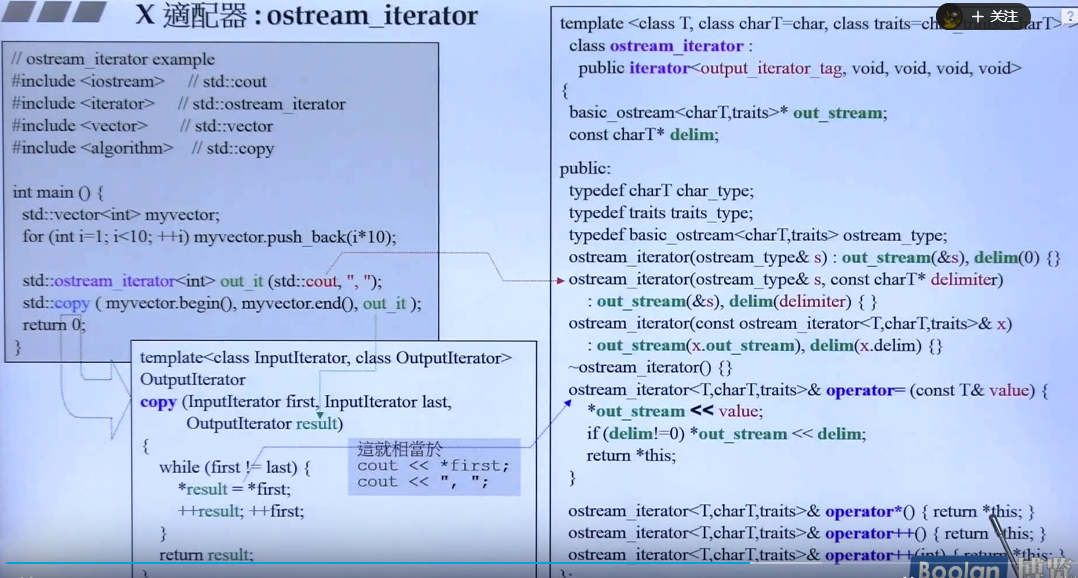 X 適配器 : ostream_iterator
// ostream_iterator example
#include <iostream> // std::cout
#include <iterator> // std::ostream_iterator
#include <vector> // std::vector
#include <algorithm> // std::copy
int main () {
std::vector<int> myvector;
for (int i=1; i<10; ++i) myvector.push_back(i*10);
std::ostream_iterator<int> out_it (std::cout, ", ");
std::copy ( myvector.begin(), myvector.end(), out_it );
return 0;
}
template<class InputIterator, class OutputIterator>
OutputIterator
copy (InputIterator first, InputIterator last,
OutputIterator result)
{
while (first != last) {
*result = *first;
++result; ++first;
}
return result;
}
這就相當於
cout << *first;
cout << ", ";
template <class T, class charT=char, class traits=char_traits<charT> >
class ostream_iterator :
public iterator<output_iterator_tag, void, void, void, void>
{
basic_ostream<charT,traits>* out_stream;
const charT* delim;
public:
typedef charT char_type;
typedef traits traits_type;
typedef basic_ostream<charT,traits> ostream_type;
ostream_iterator(ostream_type& s) : out_stream(&s), delim(0) {}
ostream_iterator(ostream_type& s, const charT* delimiter)
: out_stream(&s), delim(delimiter) { }
ostream_iterator(const ostream_iterator<T,charT,traits>& x)
: out_stream(x.out_stream), delim(x.delim) {}
~ostream_iterator() {}
ostream_iterator<T,charT,traits>& operator= (const T& value) {
*out_stream << value;
if (delim!=0) *out_stream << delim;
return *this;
}
ostream_iterator<T,charT,traits>& operator*() { return *this; }
ostream_iterator<T,charT,traits>& operator++() { return *this; }
ostream_iterator<T,charT,traits>& operator++(int) { return *this; }
};
+ 关注
?
Boolan 博览